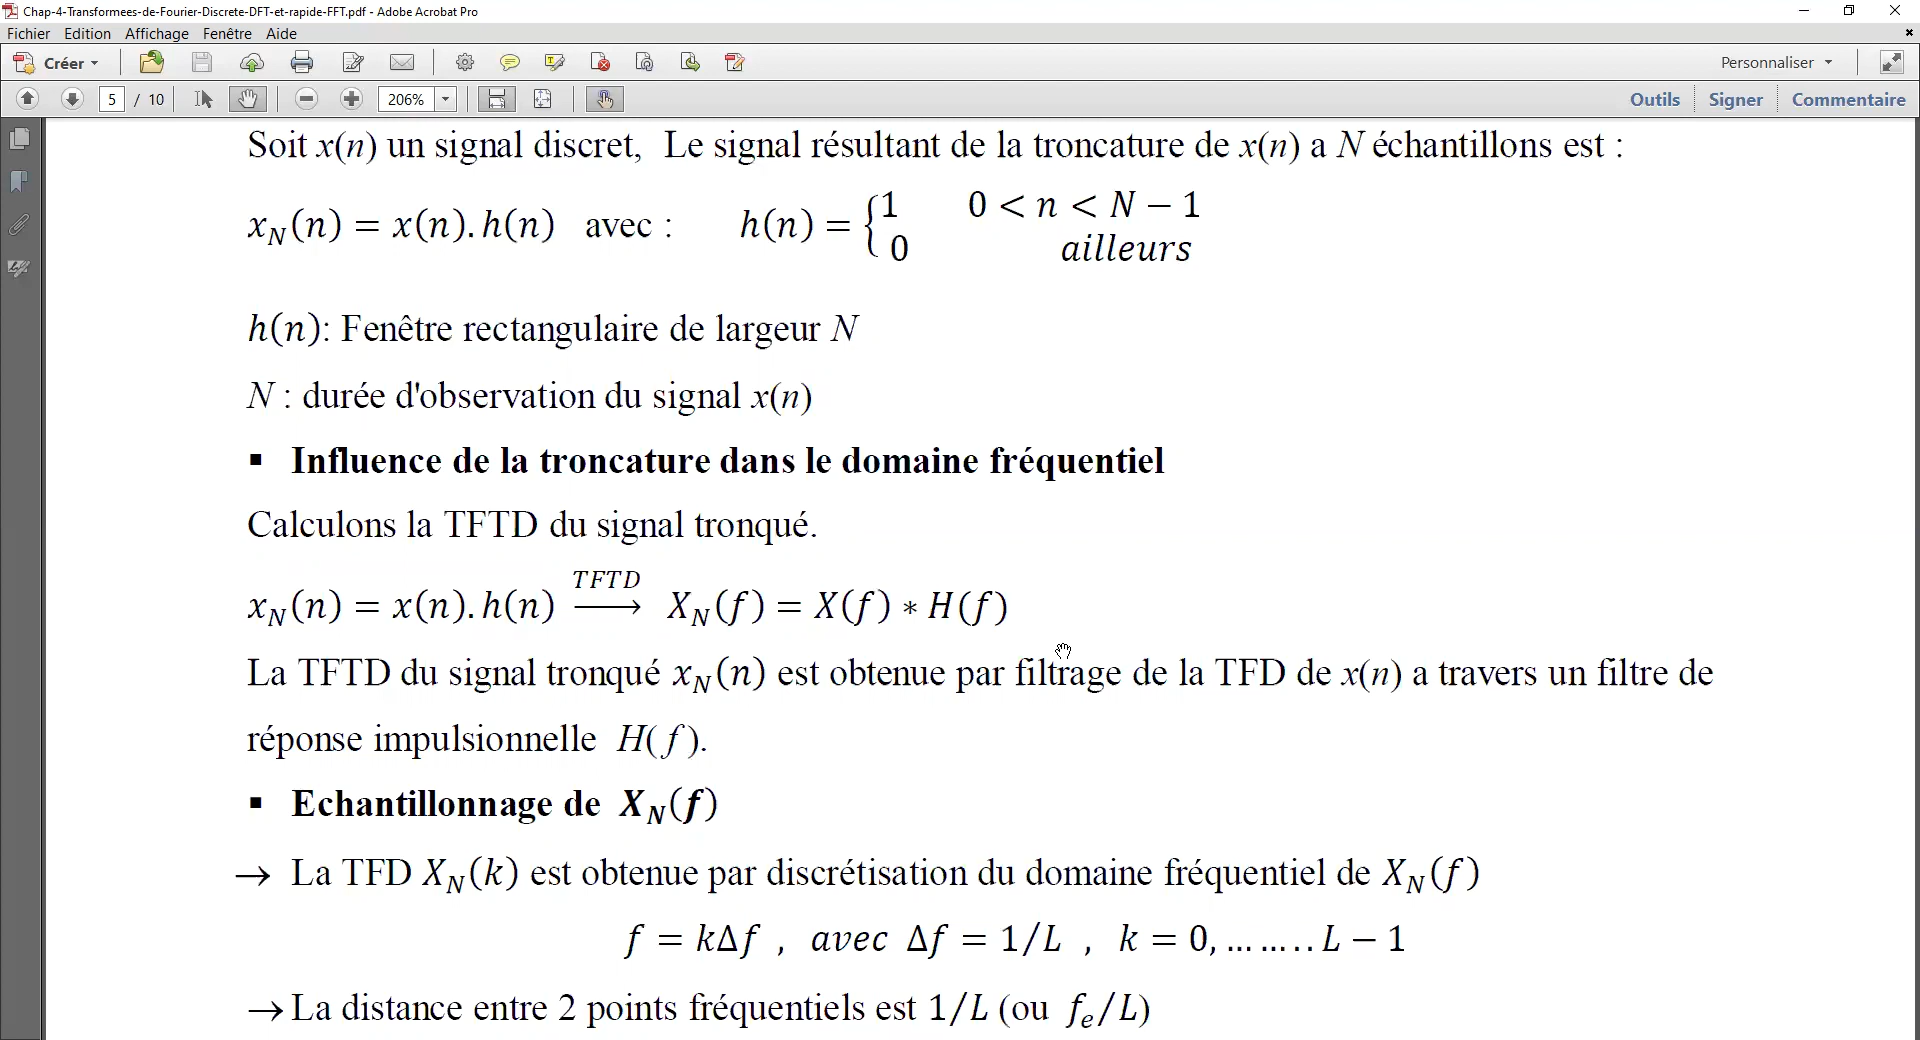 Chap-4-Transformees-de-Fourier-Discrete-DFT-et-rapide-FFT.pdf - Adobe Acrobat Pro
Fichier Edition Affichage Fenêtre Aide
Créer Personnaliser
5 / 10 206% Outils Signer Commentaire
Soit x(n) un signal discret, Le signal résultant de la troncature de x(n) a N échantillons est :
x_N(n) = x(n). h(n) avec : h(n) = {1 0 < n < N − 1
0 ailleurs
h(n): Fenêtre rectangulaire de largeur N
N : durée d'observation du signal x(n)
▪ Influence de la troncature dans le domaine fréquentiel
Calculons la TFTD du signal tronqué.
TFTD
x_N(n) = x(n). h(n) ⟶ X_N(f) = X(f) ∗ H(f)
La TFTD du signal tronqué x_N(n) est obtenue par filtrage de la TFD de x(n) a travers un filtre de
réponse impulsionnelle H(f).
▪ Echantillonnage de X_N(f)
→ La TFD X_N(k) est obtenue par discrétisation du domaine fréquentiel de X_N(f)
f = kΔf , avec Δf = 1/L , k = 0, … … . . L − 1
→ La distance entre 2 points fréquentiels est 1/L (ou f_e/L)